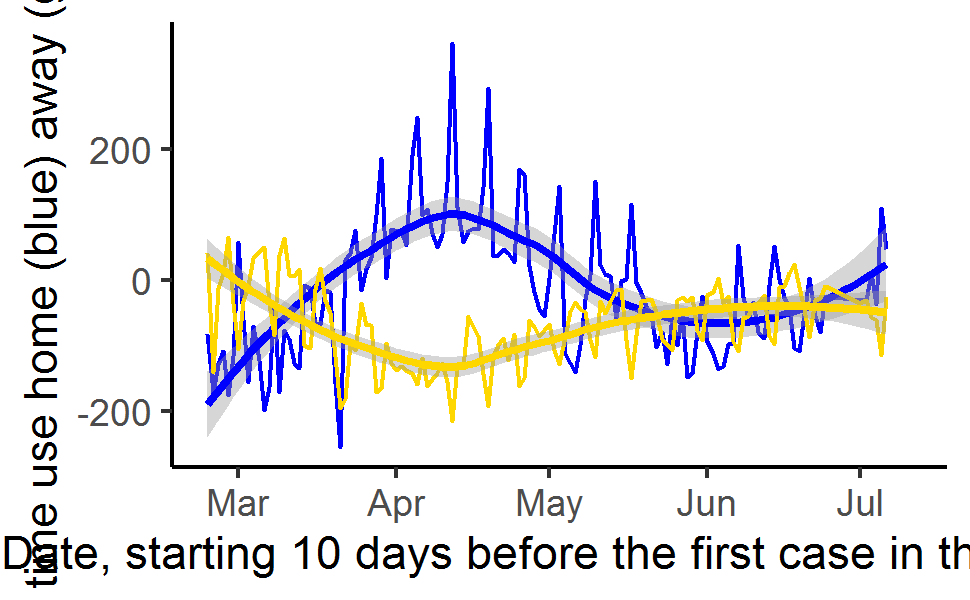 time use home (blue) away (
200
0
-200
Mar Apr May Jun Jul
Date, starting 10 days before the first case in th